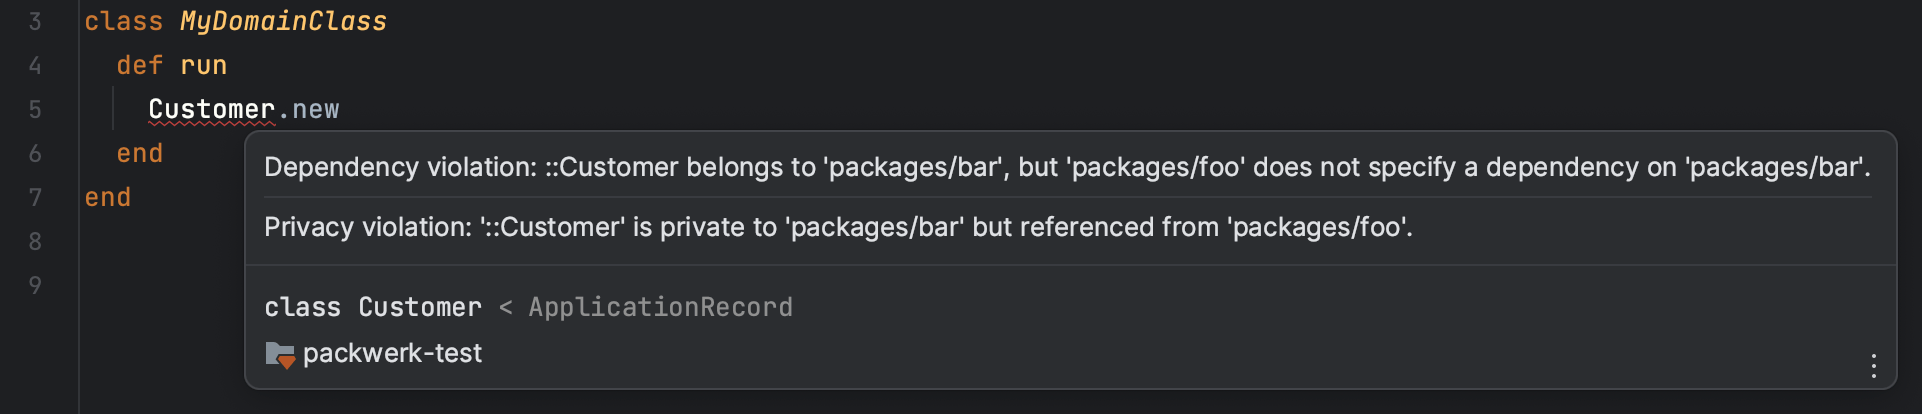 3 class MyDomainClass
4 def run
5 Customer.new
6 end
7 end
8
9
Dependency violation: ::Customer belongs to 'packages/bar', but 'packages/foo' does not specify a dependency on 'packages/bar'.
Privacy violation: '::Customer' is private to 'packages/bar' but referenced from 'packages/foo'.
class Customer < ApplicationRecord
packwerk-test